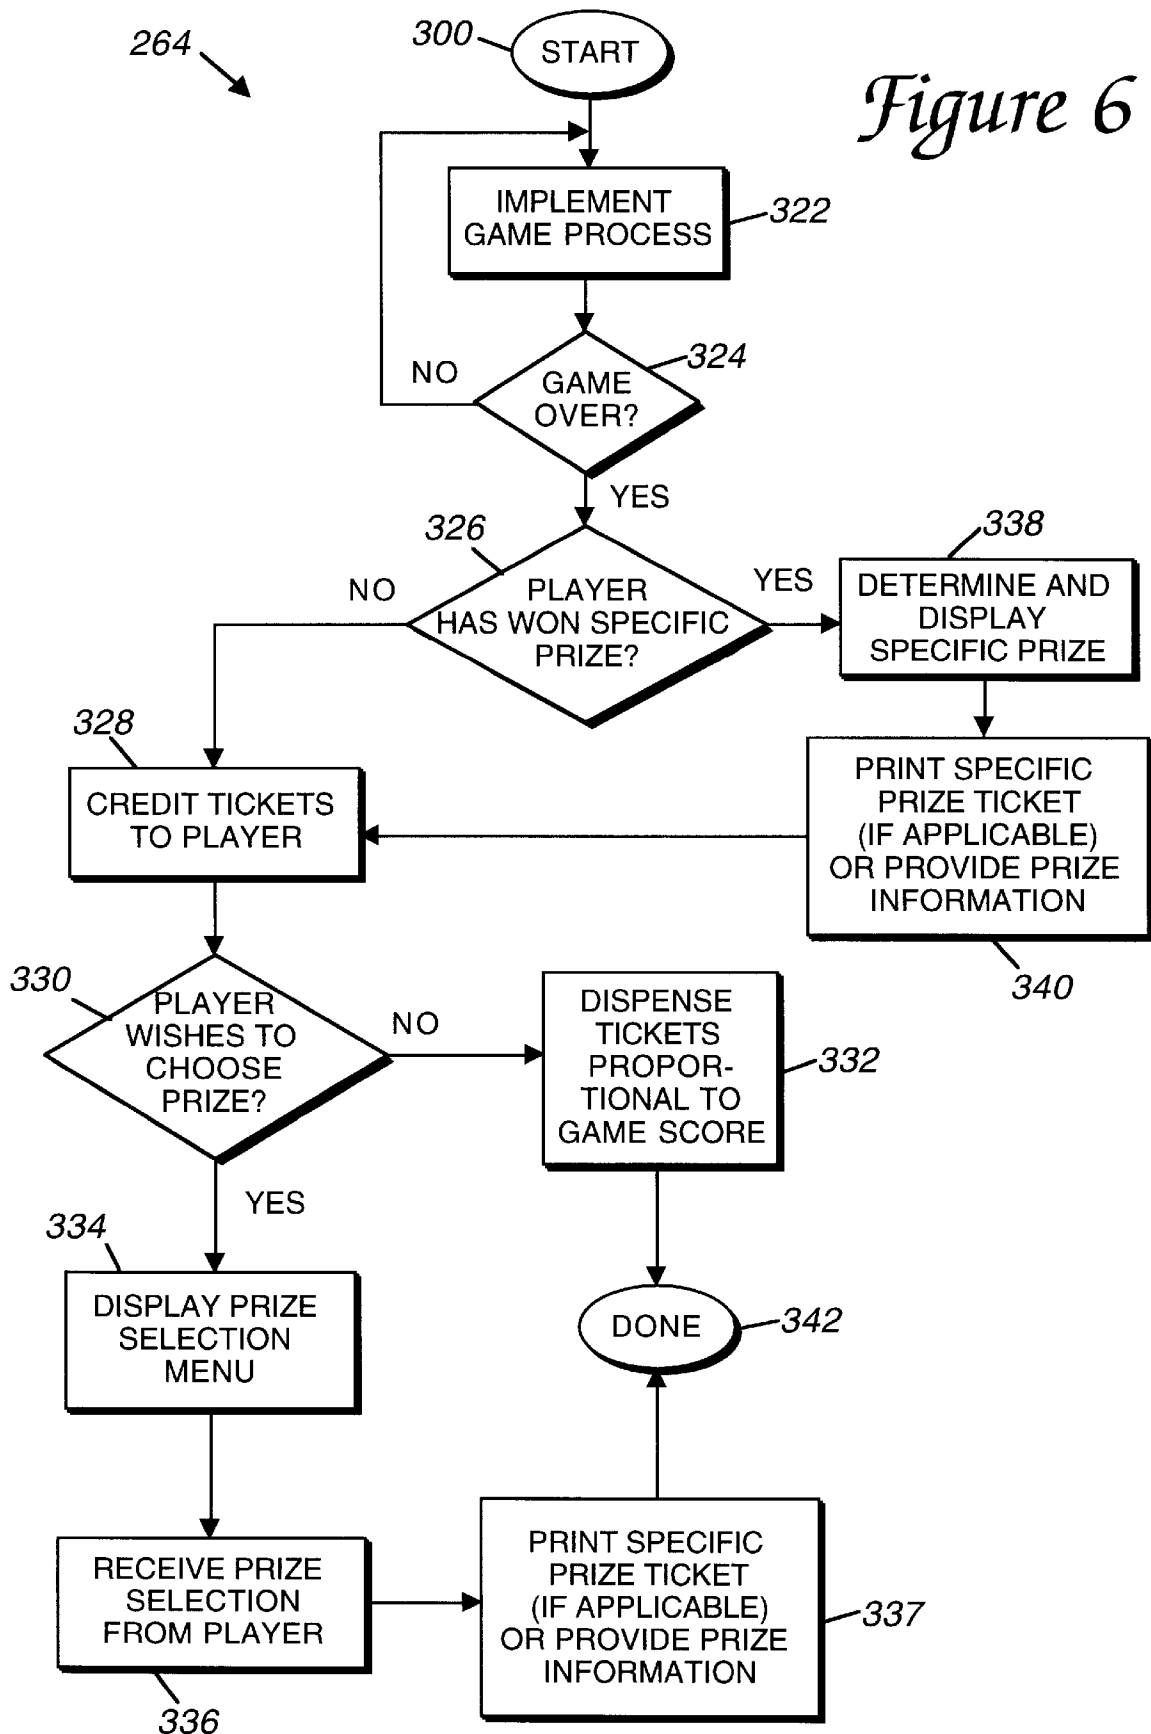 264
300
START
Figure 6
IMPLEMENT
GAME PROCESS
322
324
NO
GAME
OVER?
YES
326
338
NO
YES
PLAYER
HAS WON SPECIFIC
PRIZE?
DETERMINE AND
DISPLAY
SPECIFIC PRIZE
328
CREDIT TICKETS
TO PLAYER
PRINT SPECIFIC
PRIZE TICKET
(IF APPLICABLE)
OR PROVIDE PRIZE
INFORMATION
340
330
PLAYER
WISHES TO
CHOOSE
PRIZE?
NO
DISPENSE
TICKETS
PROPOR-
TIONAL TO
GAME SCORE
332
YES
334
DISPLAY PRIZE
SELECTION
MENU
DONE
342
RECEIVE PRIZE
SELECTION
FROM PLAYER
336
PRINT SPECIFIC
PRIZE TICKET
(IF APPLICABLE)
OR PROVIDE PRIZE
INFORMATION
337